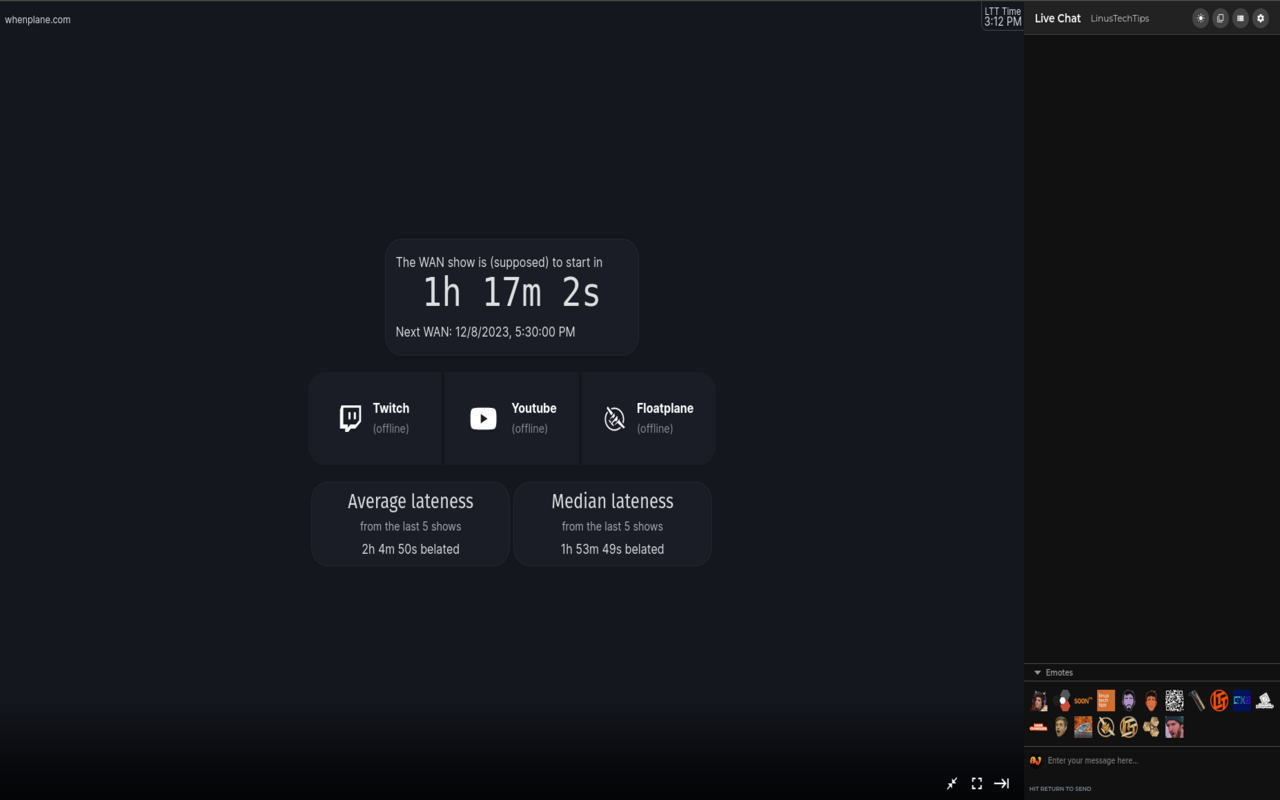 whenplane.com
LTT Time
3:12 PM
Live Chat LinusTechTips
The WAN show is (supposed) to start in
1h 17m 2s
Next WAN: 12/8/2023, 5:30:00 PM
Twitch
(offline)
Youtube
(offline)
Floatplane
(offline)
Average lateness
from the last 5 shows
2h 4m 50s belated
Median lateness
from the last 5 shows
1h 53m 49s belated
Emotes
SOON
linus
tech
tips
Enter your message here...
HIT RETURN TO SEND